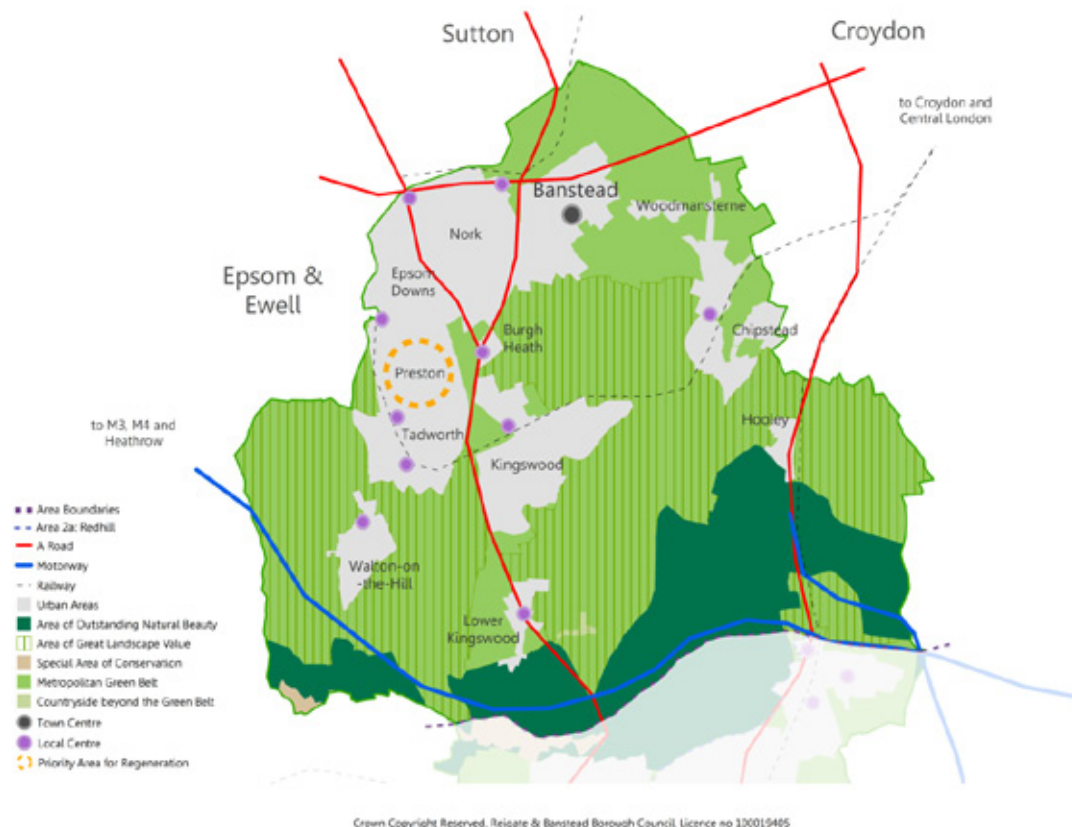 Sutton
Croydon
to Croydon and
Central London
Banstead
Woodmansterne
Nork
Epsom
Downs
Epsom &
Ewell
Burgh
Heath
Chipstead
Preston
to M3, M4 and
Heathrow
Tadworth
Hooley
Kingswood
Walton-on
-the-Hill
Lower
Kingswood
Area Boundaries
Area 2a: Redhill
A Road
Motorway
Railway
Urban Areas
Area of Outstanding Natural Beauty
Area of Great Landscape Value
Special Area of Conservation
Metropolitan Green Belt
Countryside beyond the Green Belt
Town Centre
Local Centre
Priority Area for Regeneration
Crown Copyright Reserved. Reigate & Banstead Borough Council. Licence no 100019405